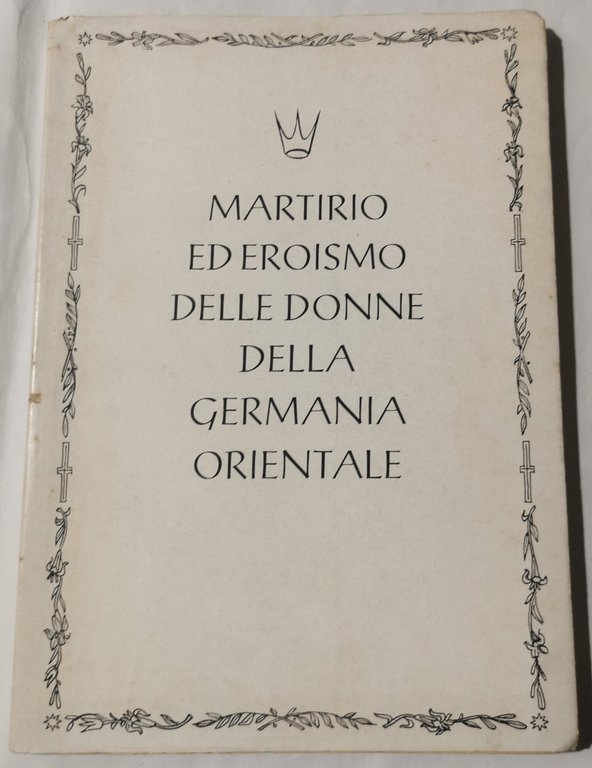 MARTIRIO
ED EROISMO
DELLE DONNE
DELLA
GERMANIA
ORIENTALE